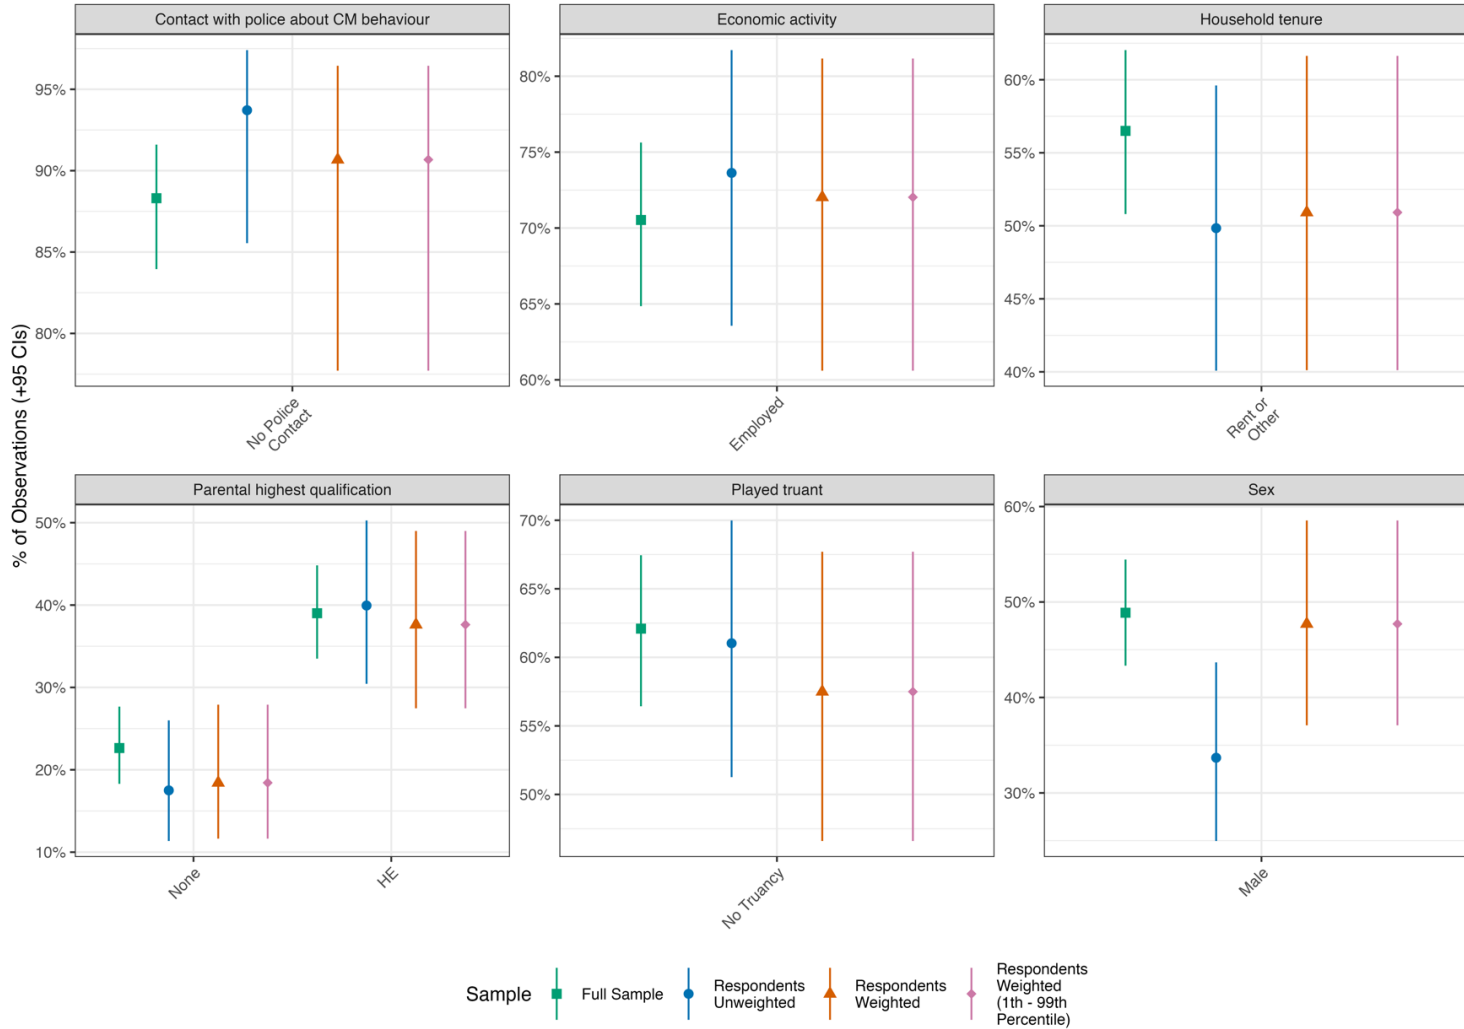 Contact with police about CM behaviour
Economic activity
Household tenure
95%
90%
85%
80%
80%
75%
70%
65%
60%
60%
55%
50%
45%
40%
No Police
Contact
Employed
Rent or
Other
% of Observations (+95 CIs)
Parental highest qualification
Played truant
Sex
50%
40%
30%
20%
10%
70%
65%
60%
55%
50%
60%
50%
40%
30%
None
HE
No Truancy
Male
Sample
Full Sample
Respondents
Unweighted
Respondents
Weighted
Respondents
Weighted
(1th - 99th
Percentile)